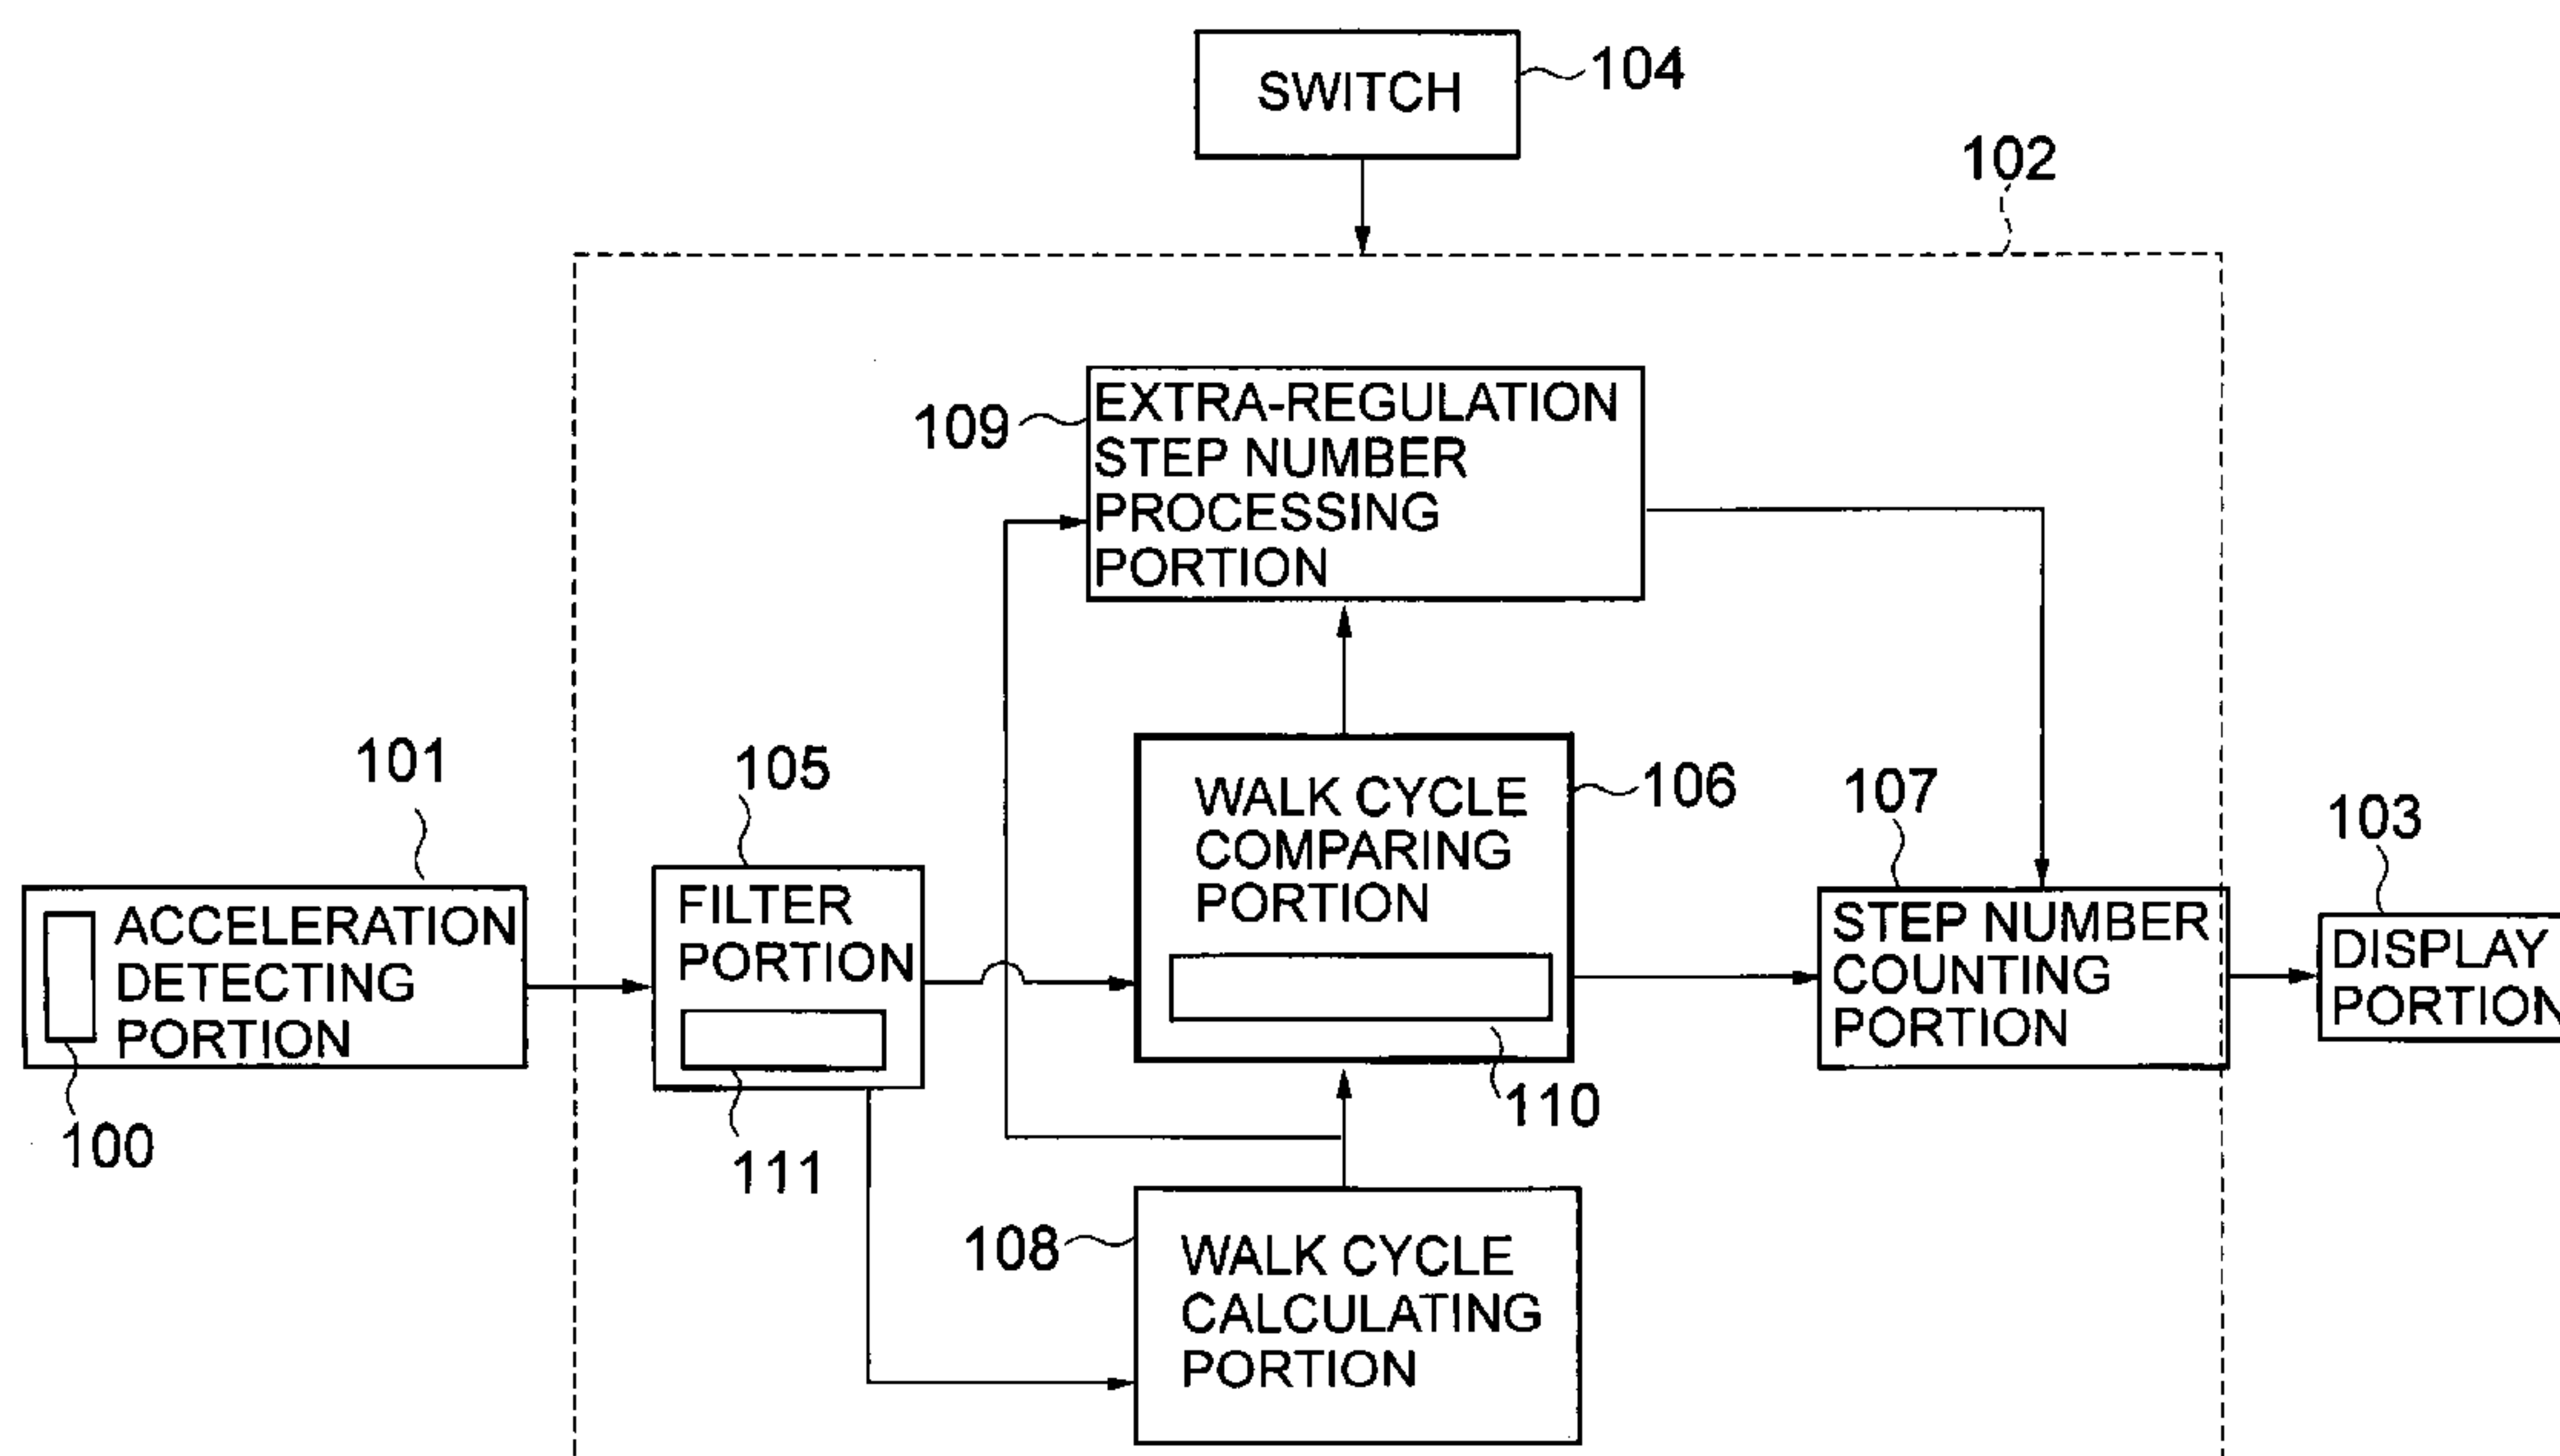 SWITCH
104
102
109
EXTRA-REGULATION
STEP NUMBER
PROCESSING
PORTION
101
ACCELERATION
DETECTING
PORTION
100
105
FILTER
PORTION
111
WALK CYCLE
COMPARING
PORTION
106
110
107
STEP NUMBER
COUNTING
PORTION
103
DISPLAY
PORTION
108
WALK CYCLE
CALCULATING
PORTION